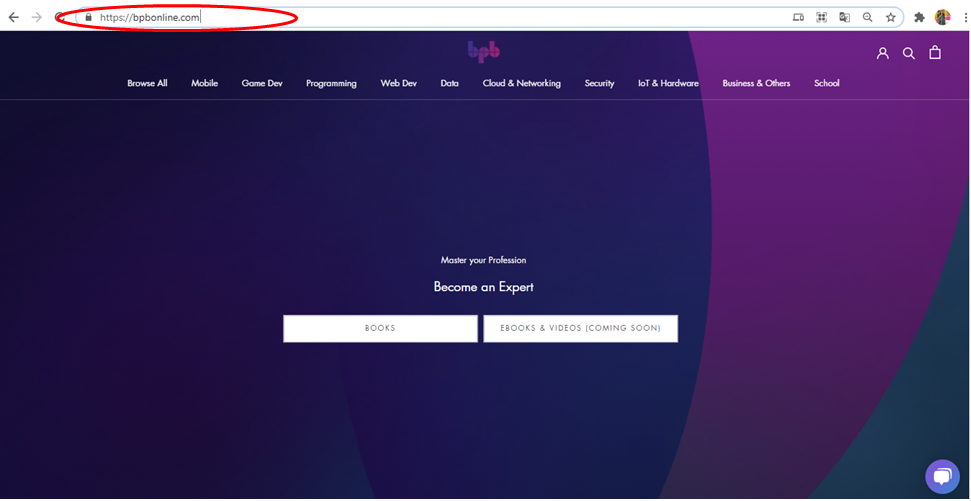 https://bpbonline.com
bpb
Browse All Mobile Game Dev Programming Web Dev Data Cloud & Networking Security IoT & Hardware Business & Others School
Master your Profession
Become an Expert
BOOKS EBOOKS & VIDEOS (COMING SOON)